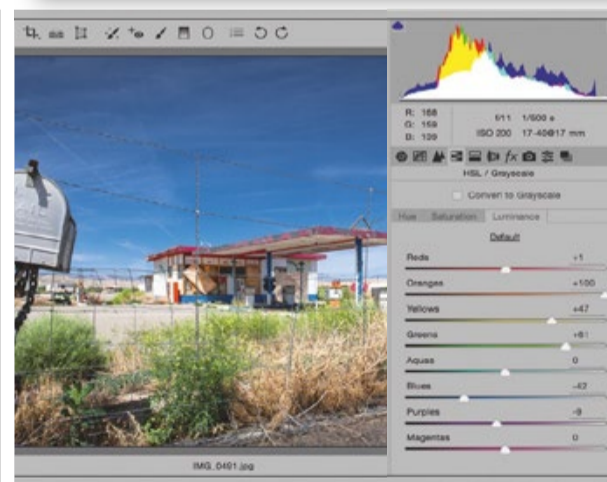 R: 168
G: 159
B: 139
f/11 1/500 s
ISO 200 17-40@17 mm
HSL / Grayscale
Convert to Grayscale
Hue Saturation Luminance
Default
Reds +1
Oranges +100
Yellows +47
Greens +61
Aquas 0
Blues -42
Purples -9
Magentas 0
IMG_0491.jpg